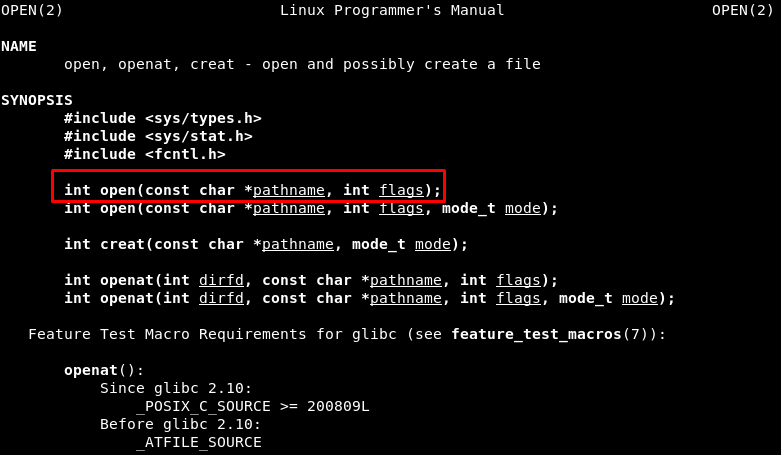 OPEN(2) Linux Programmer's Manual OPEN(2)
NAME
open, openat, creat - open and possibly create a file
SYNOPSIS
#include <sys/types.h>
#include <sys/stat.h>
#include <fcntl.h>
int open(const char *pathname, int flags);
int open(const char *pathname, int flags, mode_t mode);
int creat(const char *pathname, mode_t mode);
int openat(int dirfd, const char *pathname, int flags);
int openat(int dirfd, const char *pathname, int flags, mode_t mode);
Feature Test Macro Requirements for glibc (see feature_test_macros(7)):
openat():
Since glibc 2.10:
_POSIX_C_SOURCE >= 200809L
Before glibc 2.10:
_ATFILE_SOURCE